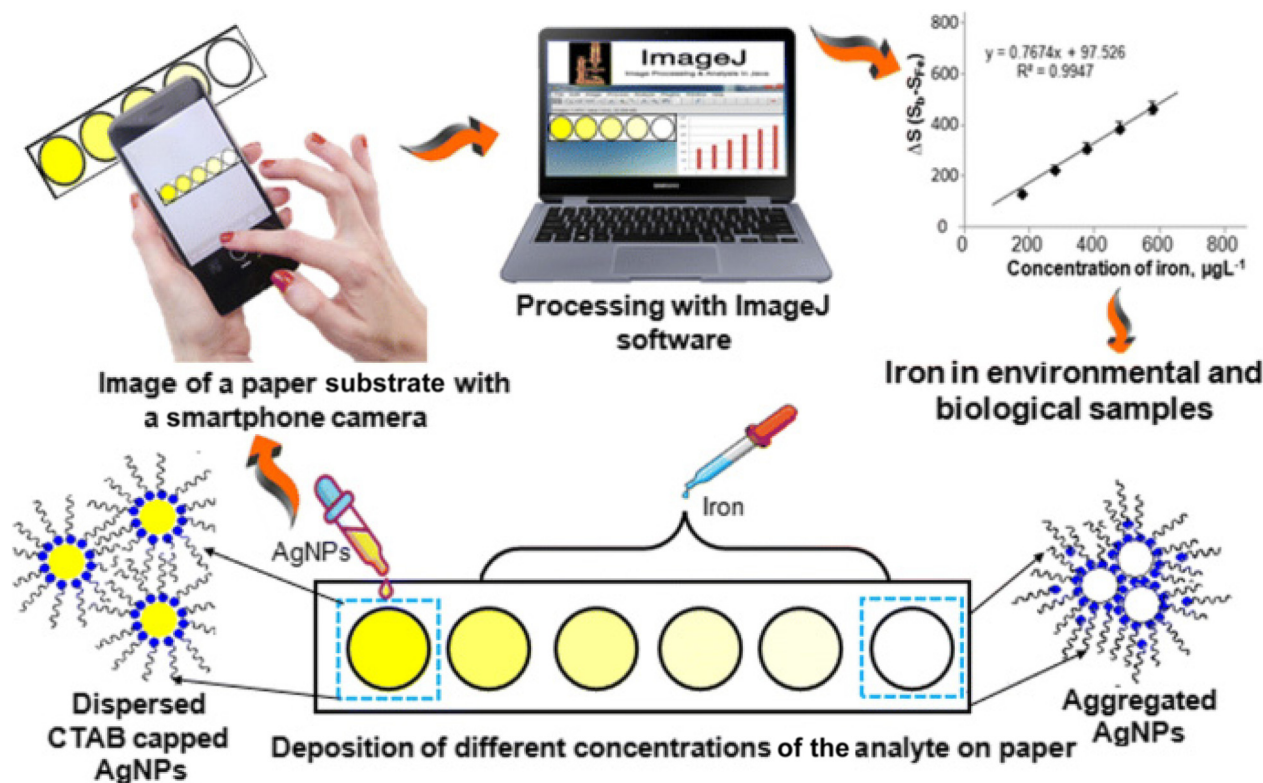 ImageJ
Image Processing & Analysis in Java
SAMSUNG
Processing with ImageJ
software
800
600
400
200
0
y = 0.7674x + 97.526
R² = 0.9947
ΔS (Sb-SFe)
0 200 400 600 800
Concentration of iron, µgL⁻¹
Image of a paper substrate with
a smartphone camera
Iron in environmental and
biological samples
AgNPs
Iron
Dispersed
CTAB capped
AgNPs
Aggregated
AgNPs
Deposition of different concentrations of the analyte on paper